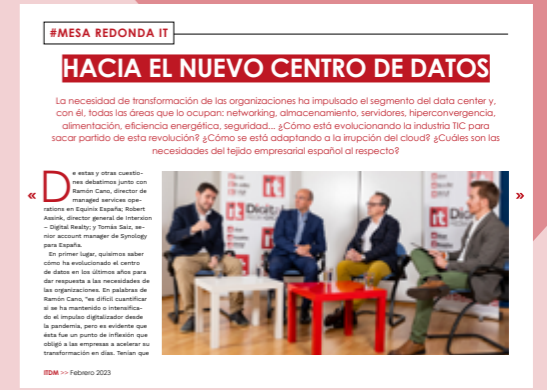 #MESA REDONDA IT
HACIA EL NUEVO CENTRO DE DATOS
La necesidad de transformación de las organizaciones ha impulsado el segmento del data center y,
con él, todas las áreas que lo ocupan: networking, almacenamiento, servidores, hiperconvergencia,
alimentación, eficiencia energética, seguridad... ¿Cómo está evolucionando la industria TIC para
sacar partido de esta revolución? ¿Cómo se está adaptando a la irrupción del cloud? ¿Cuáles son las
necesidades del tejido empresarial español al respecto?
De estas y otras cuestio-
nes debatimos junto con
Ramón Cano, director de
managed services ope-
rations en Equinix España; Robert
Assink, director general de Interxion
– Digital Realty; y Tomás Saiz, se-
nior account manager de Synology
para España.
En primer lugar, quisimos saber
cómo ha evolucionado el centro
de datos en los últimos años para
dar respuesta a las necesidades de
las organizaciones. En palabras de
Ramón Cano, "es difícil cuantificar
si se ha mantenido o intensifica-
do el impulso digitalizador desde
la pandemia, pero es evidente que
ésta fue un punto de inflexión que
obligó a las empresas a acelerar su
transformación en días. Tenían que
«
»
it
Digital
it
it
ITDM >> Febrero 2023